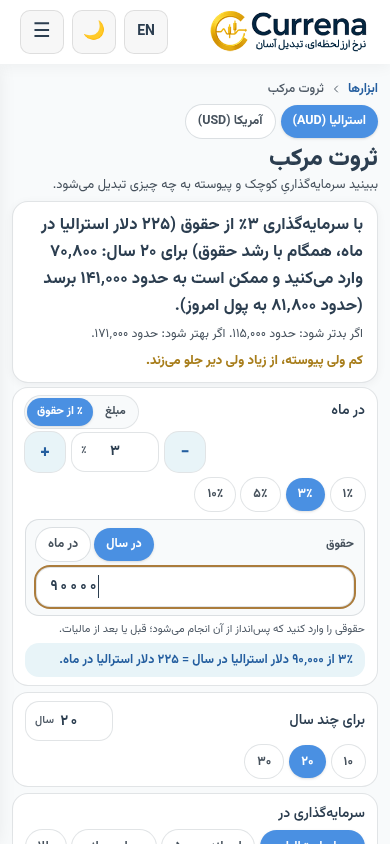 Currena
نرخ ارز لحظه‌ای، تبدیل آسان
EN
ابزارها › ثروت مرکب
استرالیا (AUD)
آمریکا (USD)
ثروت مرکب
ببینید سرمایه‌گذاریِ کوچک و پیوسته به چه چیزی تبدیل می‌شود.
با سرمایه‌گذاری ۳٪ از حقوق (۲۲۵ دلار استرالیا در
ماه، همگام با رشد حقوق) برای ۲۰ سال: ۷۰,۸۰۰
وارد می‌کنید و ممکن است به حدود ۱۴۱,۰۰۰ برسد
(حدود ۸۱,۸۰۰ به پول امروز).
اگر بدتر شود: حدود ۱۱۵,۰۰۰. اگر بهتر شود: حدود ۱۷۱,۰۰۰.
کم ولی پیوسته، از زیاد ولی دیر جلو می‌زند.
در ماه
مبلغ
٪ از حقوق
−
۳
٪
+
۱٪
۳٪
۵٪
۱۰٪
حقوق
در سال
در ماه
۹۰۰۰۰
حقوقی را وارد کنید که پس‌انداز از آن انجام می‌شود؛ قبل یا بعد از مالیات.
۳٪ از ۹۰,۰۰۰ دلار استرالیا در سال = ۲۲۵ دلار استرالیا در ماه.
برای چند سال
۲۰
سال
۱۰
۲۰
۳۰
سرمایه‌گذاری در